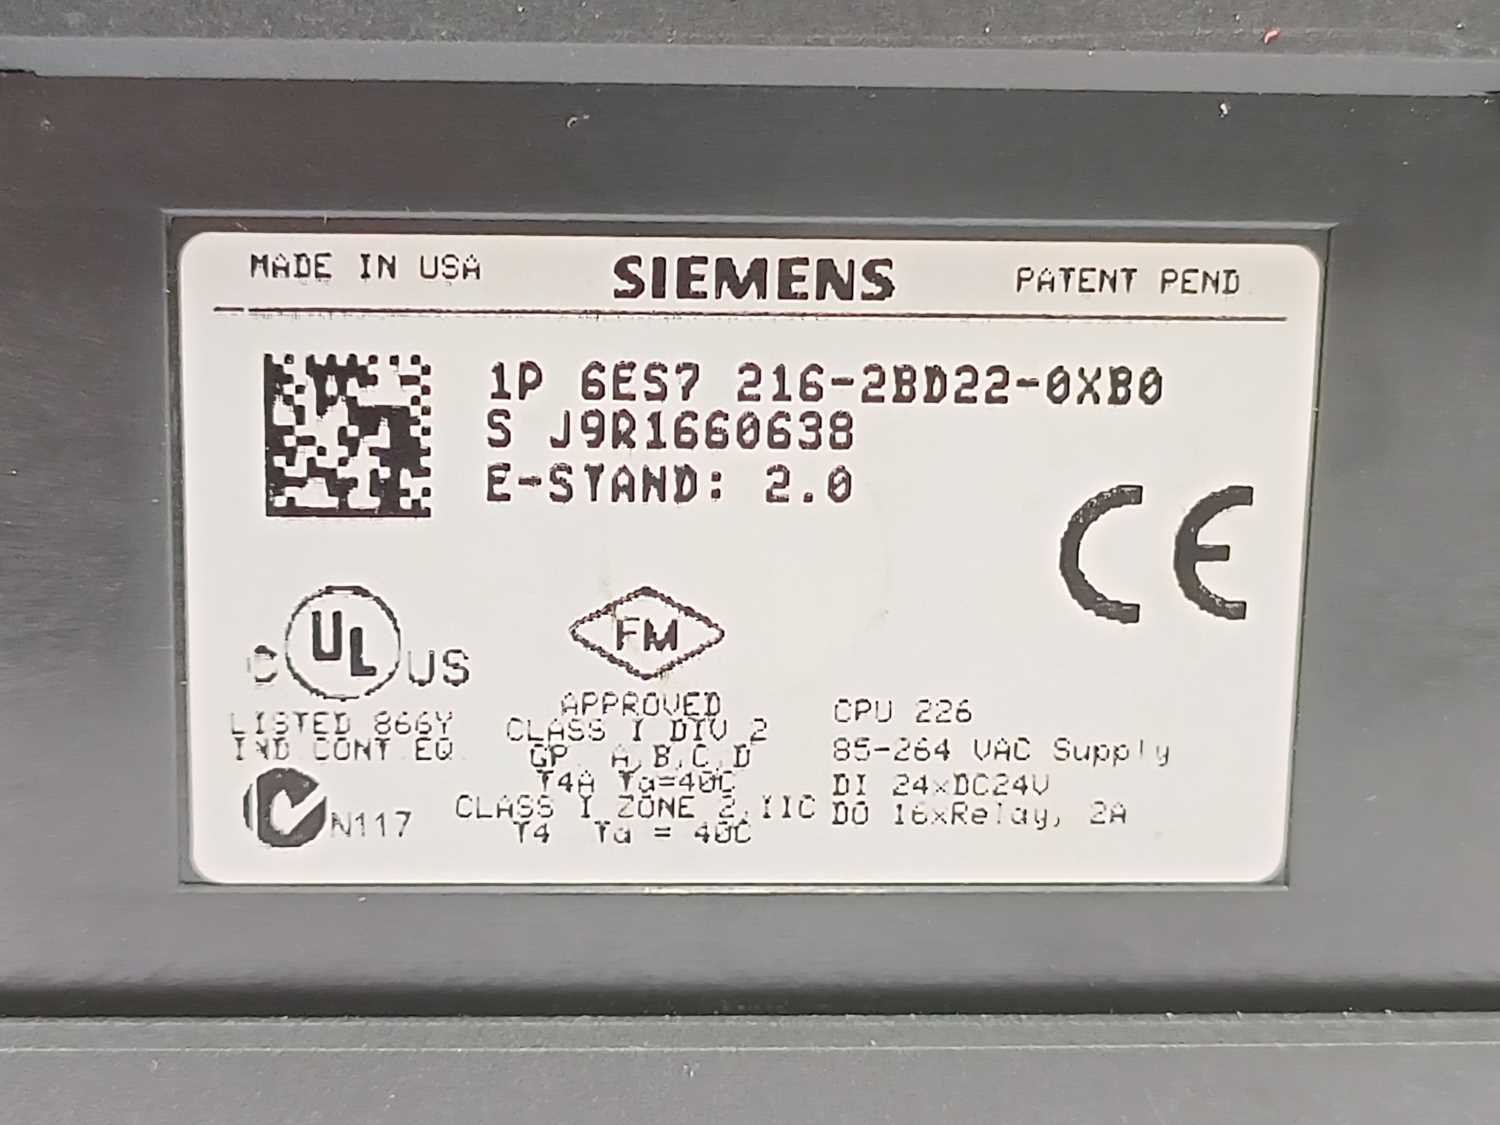 MADE IN USA
SIEMENS
PATENT PEND
1P 6ES7 216-2BD22-0XB0
S J9R1660638
E-STAND: 2.0
CE
C UL US
LISTED 866Y
IND CONT EQ
N117
FM
APPROVED
CLASS I DIV 2
GP. A,B,C,D
T4A Ta=40C
CLASS I ZONE 2,IIC
T4 Ta = 40C
CPU 226
85-264 VAC Supply
DI 24xDC24V
DO 16xRelay, 2A